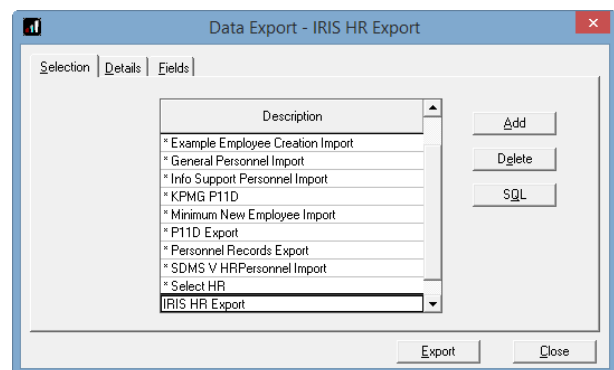 Data Export - IRIS HR Export
Selection Details Fields
Description
* Example Employee Creation Import
* General Personnel Import
* Info Support Personnel Import
* KPMG P11D
* Minimum New Employee Import
* P11D Export
* Personnel Records Export
* SDMS V HRPersonnel Import
* Select HR
IRIS HR Export
Add
Delete
SQL
Export Close